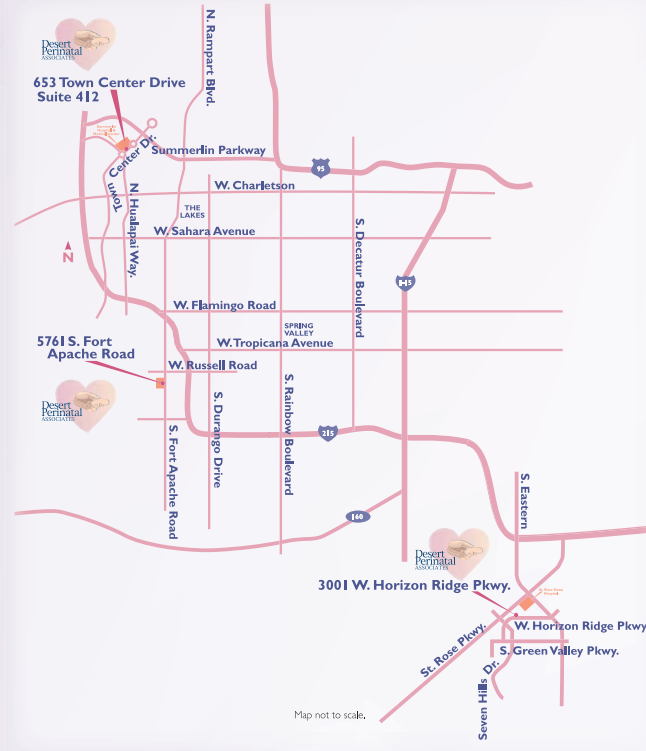 Desert
Perinatal
ASSOCIATES
653 Town Center Drive
Suite 412
N. Rampart Blvd.
Summerlin Parkway
95
Town Center Dr.
W. Charletson
N. Hualapai Way.
THE
LAKES
W. Sahara Avenue
S. Decatur Boulevard
N
I-15
W. Flamingo Road
SPRING
VALLEY
5761 S. Fort
Apache Road
W. Tropicana Avenue
W. Russell Road
Desert
Perinatal
ASSOCIATES
S. Fort Apache Road
S. Durango Drive
S. Rainbow Boulevard
215
S. Eastern
160
Desert
Perinatal
ASSOCIATES
3001 W. Horizon Ridge Pkwy.
W. Horizon Ridge Pkwy
St. Rose Pkwy.
S. Green Valley Pkwy.
Seven Hills Dr.
Map not to scale.